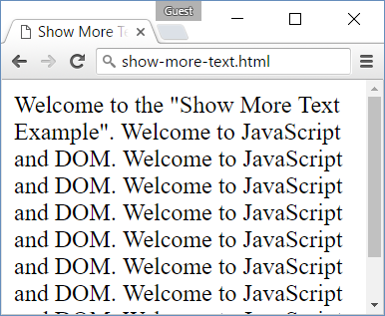 Guest
Show More T
show-more-text.html
Welcome to the "Show More Text
Example". Welcome to JavaScript
and DOM. Welcome to JavaScript
and DOM. Welcome to JavaScript
and DOM. Welcome to JavaScript
and DOM. Welcome to JavaScript
and DOM. Welcome to JavaScript
and DOM. Welcome to JavaScript